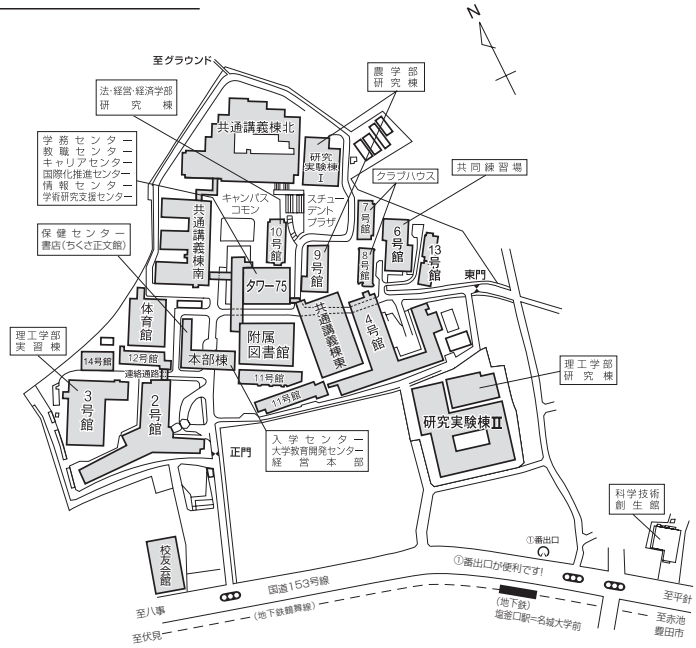 N
至グラウンド
農学部
研究棟
法・経営・経済学部
研究棟
共通講義棟北
研究
実験棟
Ⅰ
共同練習場
クラブハウス
学務センター
教職センター
キャリアセンター
国際化推進センター
情報センター
学術研究支援センター
キャンパス
コモン
スチュー
デント
プラザ
共通講義棟南
10号館
7号館
6号館
13号館
保健センター
書店(ちくさ正文館)
9号館
8号館
東門
タワー75
体育館
共通講義棟東
4号館
附属
図書館
理工学部
実習棟
本部棟
14号館
12号館
連絡通路
11号館
11号館
理工学部
研究棟
3号館
2号館
研究実験棟Ⅱ
正門
入学センター
大学教育開発センター
経営本部
科学技術
創生館
①番出口
校友会館
①番出口が便利です!
国道153号線
至八事
(地下鉄鶴舞線)
至伏見
(地下鉄)
塩釜口駅=名城大学前
至平針
至赤池
豊田市